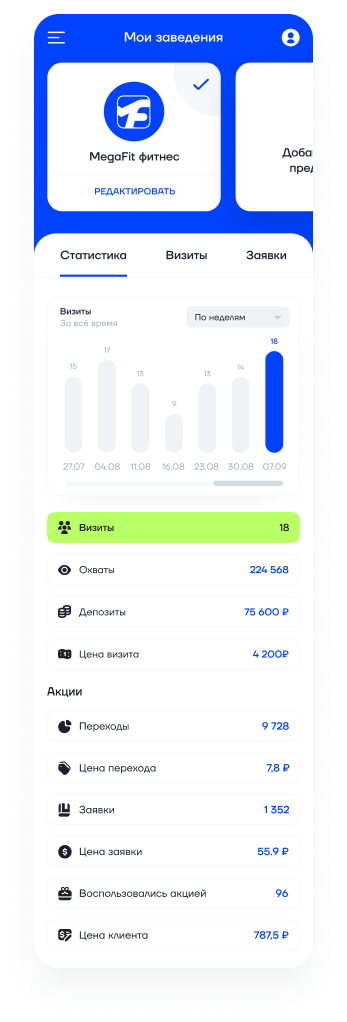 Мои заведения
MegaFit фитнес
РЕДАКТИРОВАТЬ
Статистика
Визиты
Заявки
Визиты
За всё время
По неделям
15
17
13
9
13
14
18
27.07 04.08 11.08 16.08 23.08 30.08 07.09
Визиты 18
Охваты 224 568
Депозиты 75 600 ₽
Цена визита 4 200₽
Акции
Переходы 9 728
Цена перехода 7,8 ₽
Заявки 1 352
Цена заявки 55.9 ₽
Воспользовались акцией 96
Цена клиента 787,5 ₽